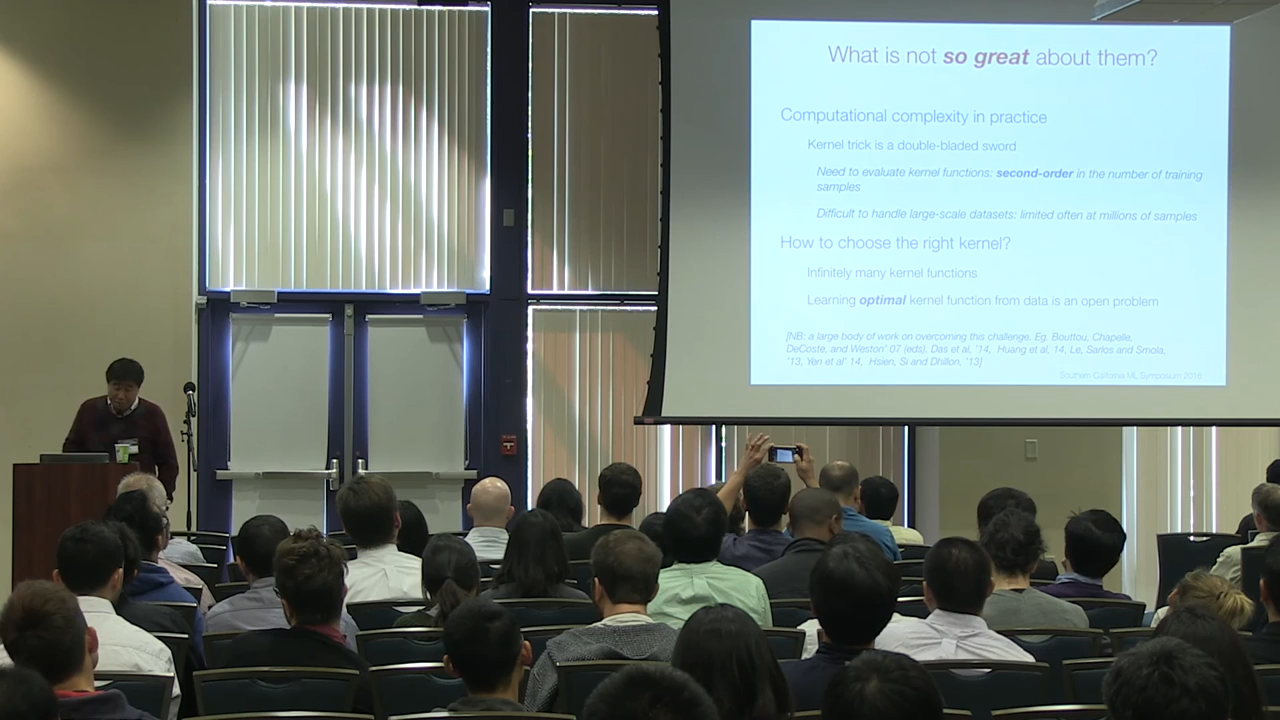 What is not so great about them?
Computational complexity in practice
Kernel trick is a double-bladed sword
Need to evaluate kernel functions: second-order in the number of training
samples
Difficult to handle large-scale datasets: limited often at millions of samples
How to choose the right kernel?
Infinitely many kernel functions
Learning optimal kernel function from data is an open problem
[NB: a large body of work on overcoming this challenge. Eg. Bouttou, Chapelle,
DeCoste, and Weston' 07 (eds), Das et al, '14, Huang et al, 14, Le, Sarlos and Smola,
'13, Yen et al' 14, Hsien, Si and Dhillon, '13]
Southern California ML Symposium 2016